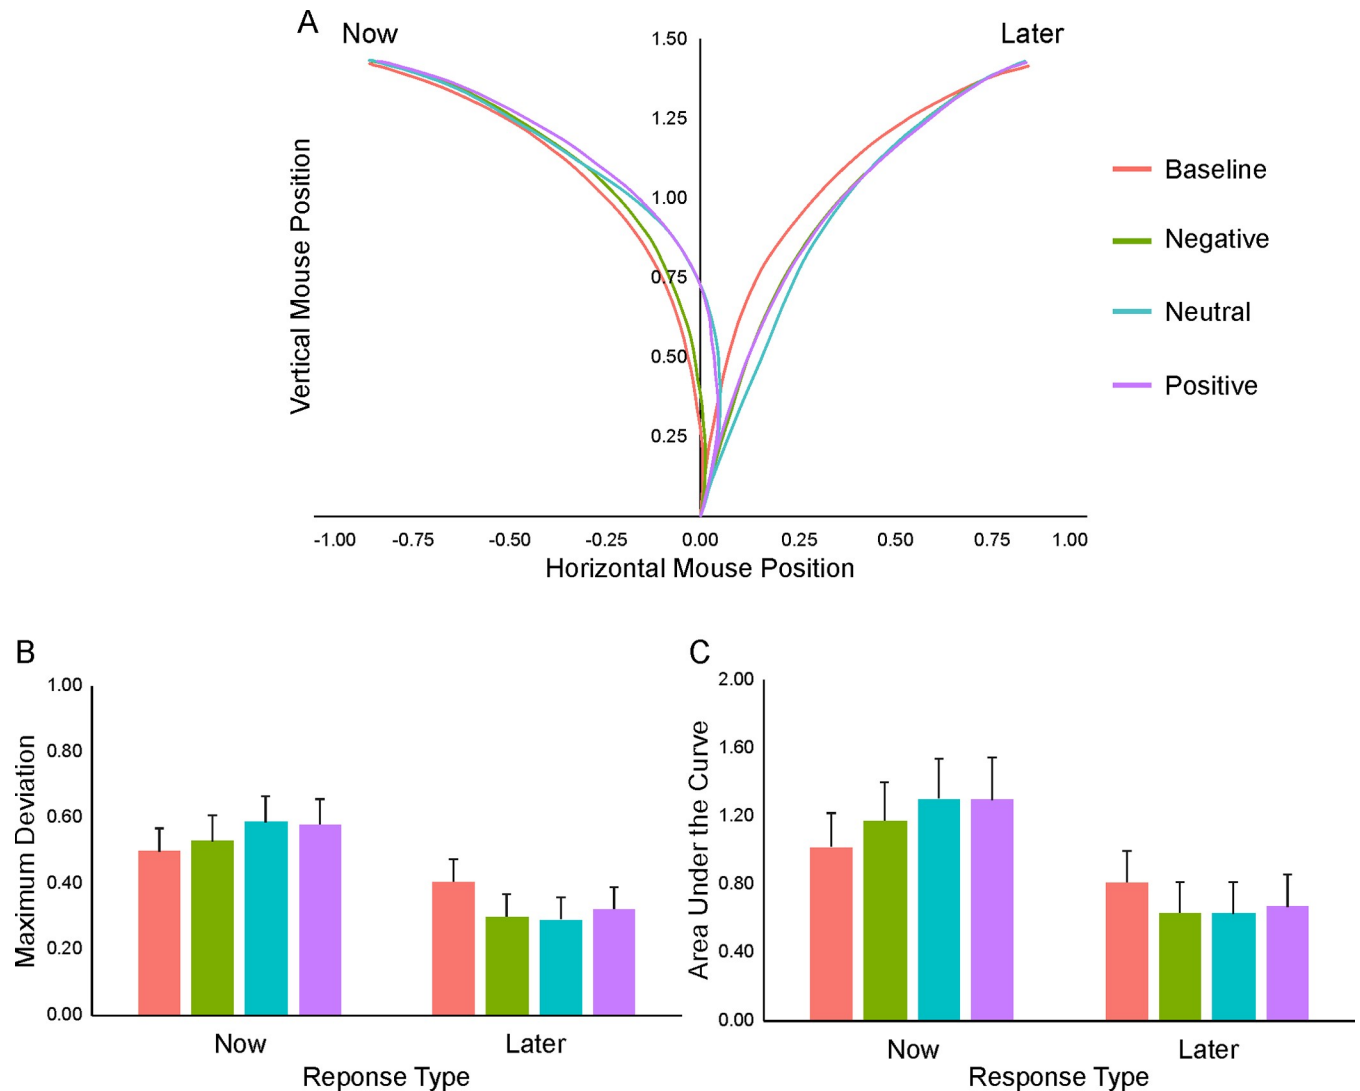 A
Now
Later
Vertical Mouse Position
1.50
1.25
1.00
0.75
0.50
0.25
-1.00 -0.75 -0.50 -0.25 0.00 0.25 0.50 0.75 1.00
Horizontal Mouse Position
Baseline
Negative
Neutral
Positive
B
Maximum Deviation
1.00
0.80
0.60
0.40
0.20
0.00
Now Later
Reponse Type
C
Area Under the Curve
2.00
1.60
1.20
0.80
0.40
0.00
Now Later
Response Type